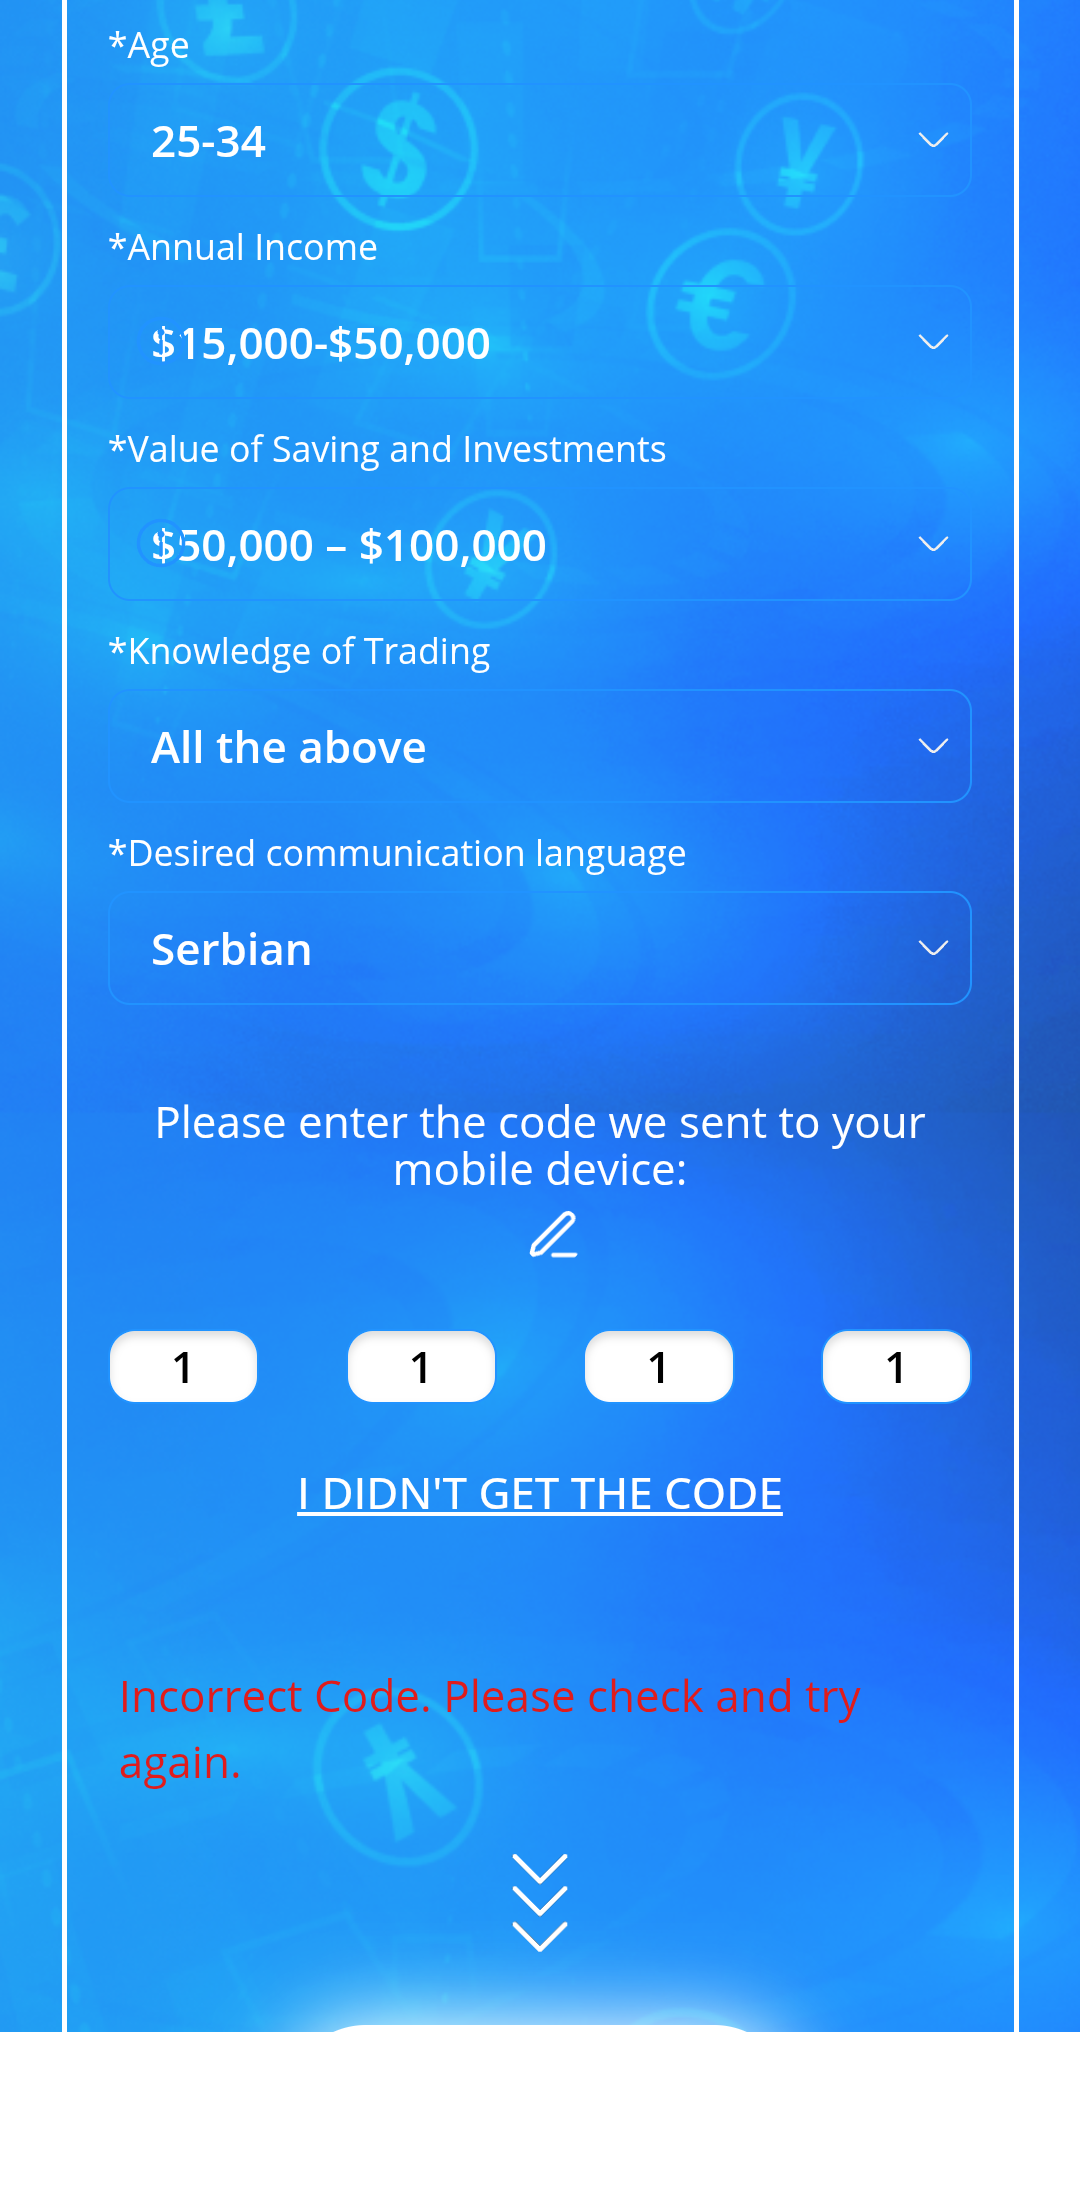 *Age
25-34
*Annual Income
$15,000-$50,000
*Value of Saving and Investments
$50,000 – $100,000
*Knowledge of Trading
All the above
*Desired communication language
Serbian
Please enter the code we sent to your
mobile device:
1 1 1 1
I DIDN'T GET THE CODE
Incorrect Code. Please check and try
again.